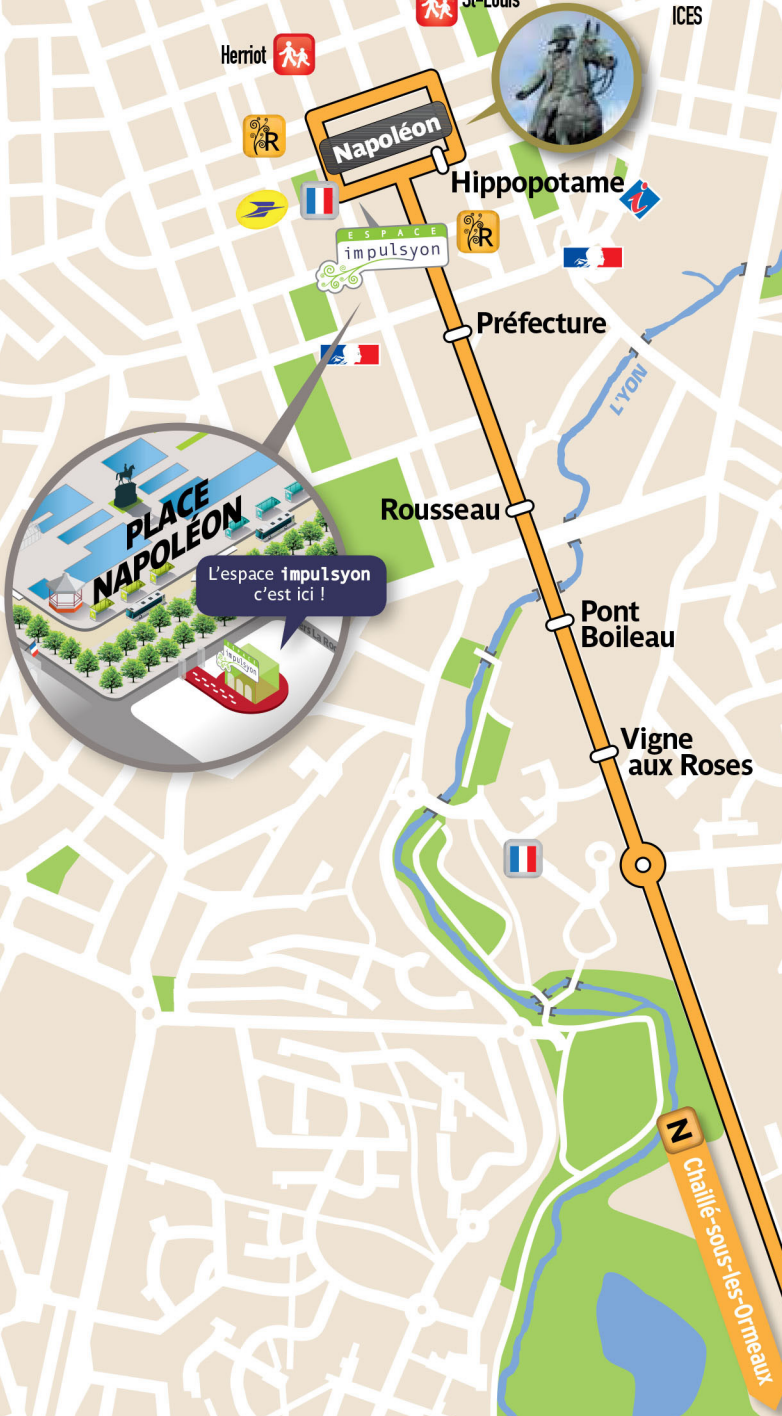 St-Louis
ICES
Herriot
Napoléon
R
Hippopotame
i
ESPACE
impulsyon
R
Préfecture
L'YON
Rousseau
PLACE
NAPOLÉON
L'espace impulsyon
c'est ici !
impulsyon
Pont
Boileau
Vigne
aux Roses
N
Chaillé-sous-les-Ormeaux